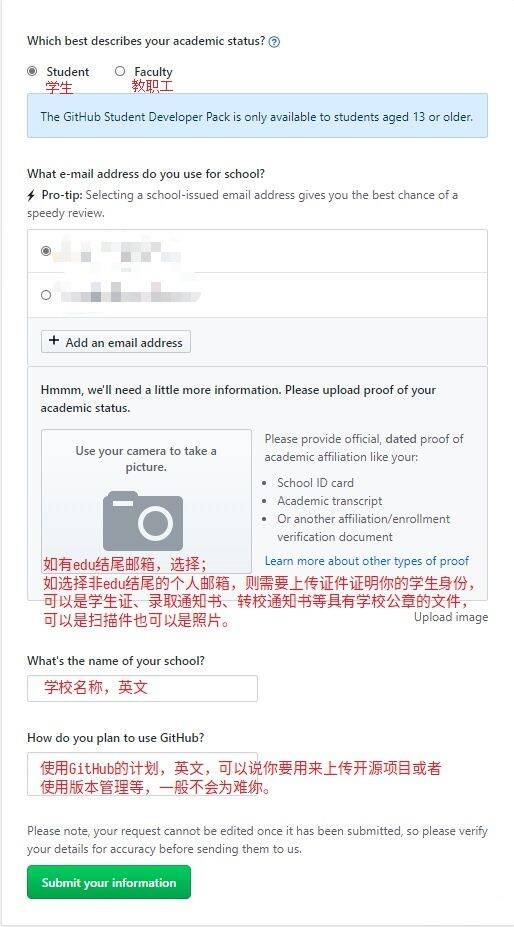 Which best describes your academic status?
Student Faculty
学生 教职工
The GitHub Student Developer Pack is only available to students aged 13 or older.
What e-mail address do you use for school?
Pro-tip: Selecting a school-issued email address gives you the best chance of a
speedy review.
+ Add an email address
Hmmm, we'll need a little more information. Please upload proof of your
academic status.
Use your camera to take a
picture.
Please provide official, dated proof of
academic affiliation like your:
School ID card
Academic transcript
Or another affiliation/enrollment
verification document
Learn more about other types of proof
如有edu结尾邮箱，选择；
如选择非edu结尾的个人邮箱，则需要上传证件证明你的学生身份，
可以是学生证、录取通知书、转校通知书等具有学校公章的文件，
可以是扫描件也可以是照片。
Upload image
What's the name of your school?
学校名称，英文
How do you plan to use GitHub?
使用GitHub的计划，英文，可以说你要用来上传开源项目或者
使用版本管理等，一般不会为难你。
Please note, your request cannot be edited once it has been submitted, so please verify
your details for accuracy before sending them to us.
Submit your information